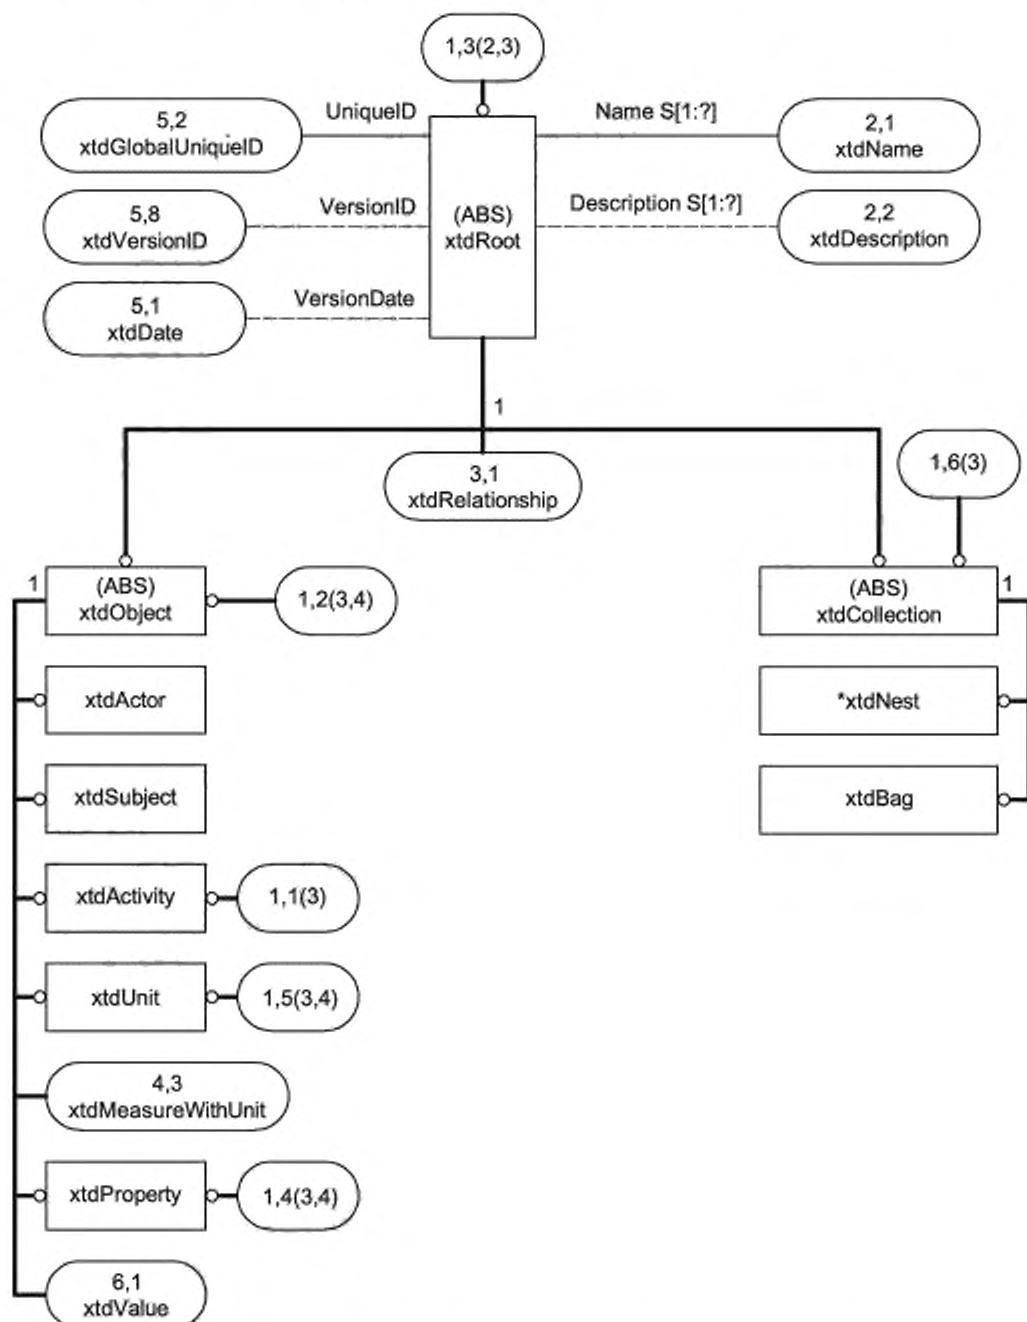 1,3(2,3)
UniqueID
Name S[1:?]
5,2
xtdGlobalUniqueID
2,1
xtdName
VersionID
Description S[1:?]
5,8
xtdVersionID
(ABS)
xtdRoot
2,2
xtdDescription
VersionDate
5,1
xtdDate
1
3,1
xtdRelationship
1,6(3)
1
(ABS)
xtdObject
1,2(3,4)
(ABS)
xtdCollection
1
xtdActor
*xtdNest
xtdSubject
xtdBag
xtdActivity
1,1(3)
xtdUnit
1,5(3,4)
4,3
xtdMeasureWithUnit
xtdProperty
1,4(3,4)
6,1
xtdValue